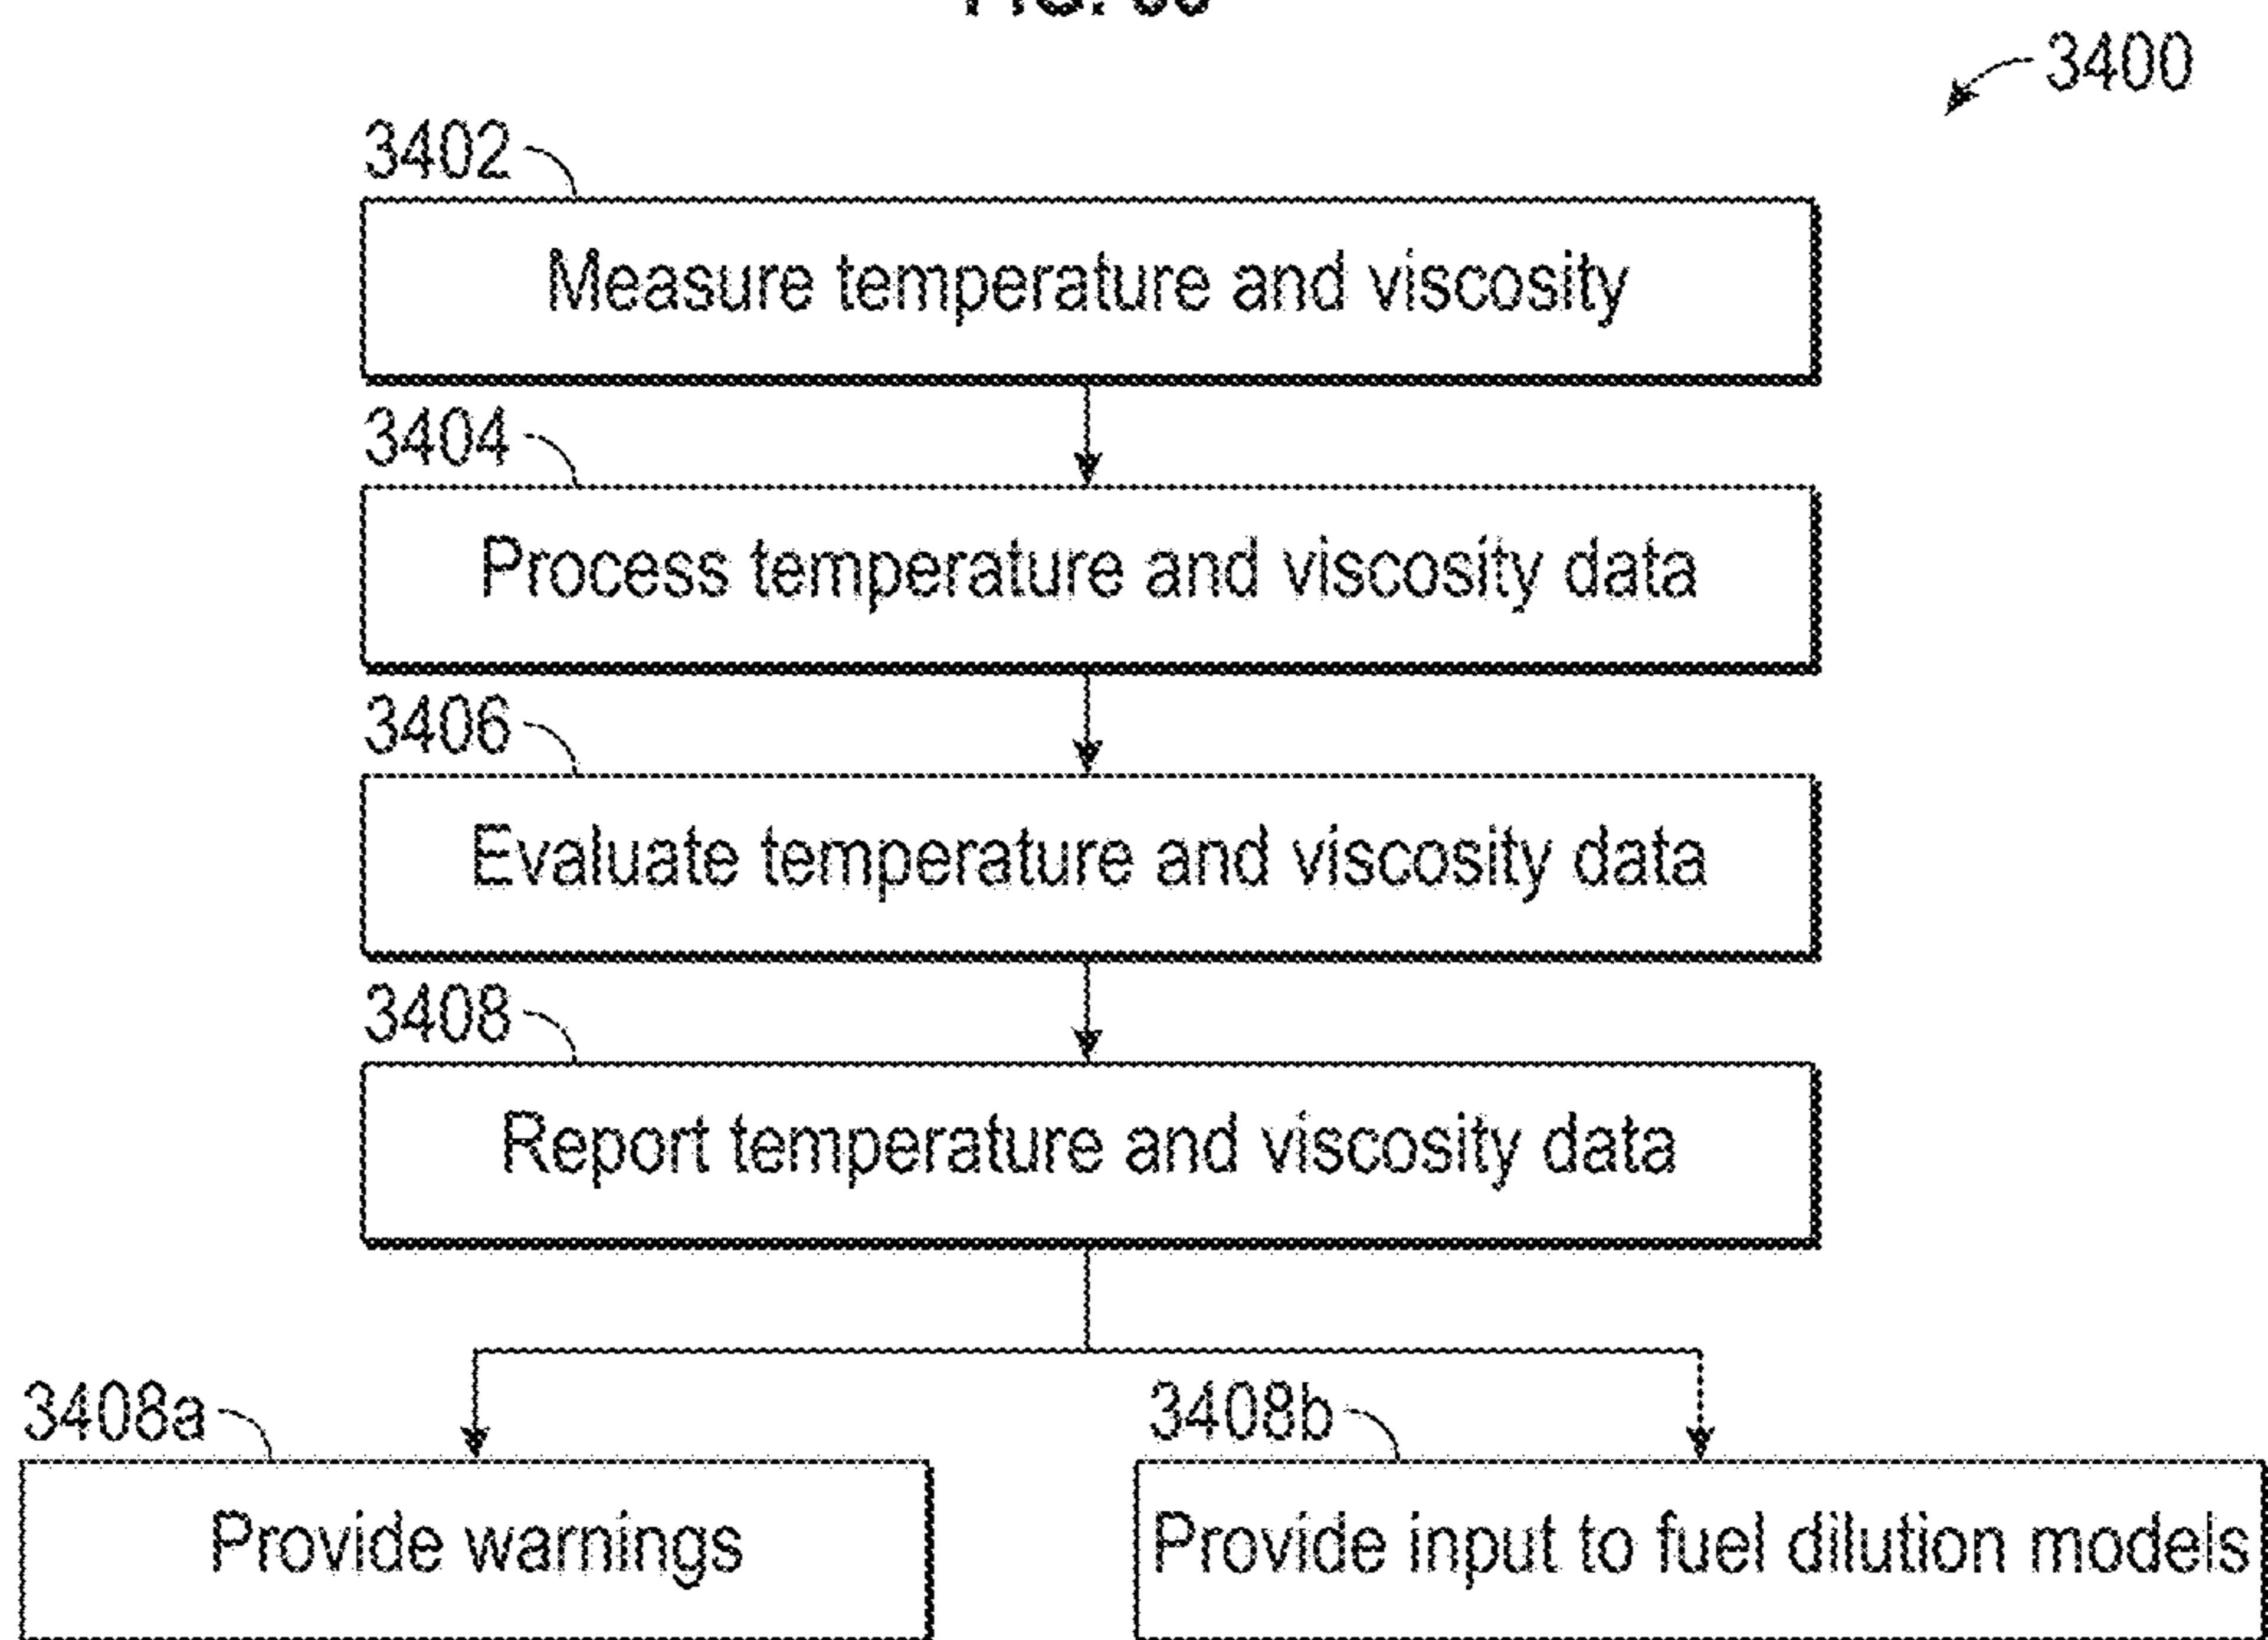 3400
3402
Measure temperature and viscosity
3404
Process temperature and viscosity data
3406
Evaluate temperature and viscosity data
3408
Report temperature and viscosity data
3408a
3408b
Provide warnings
Provide input to fuel dilution models